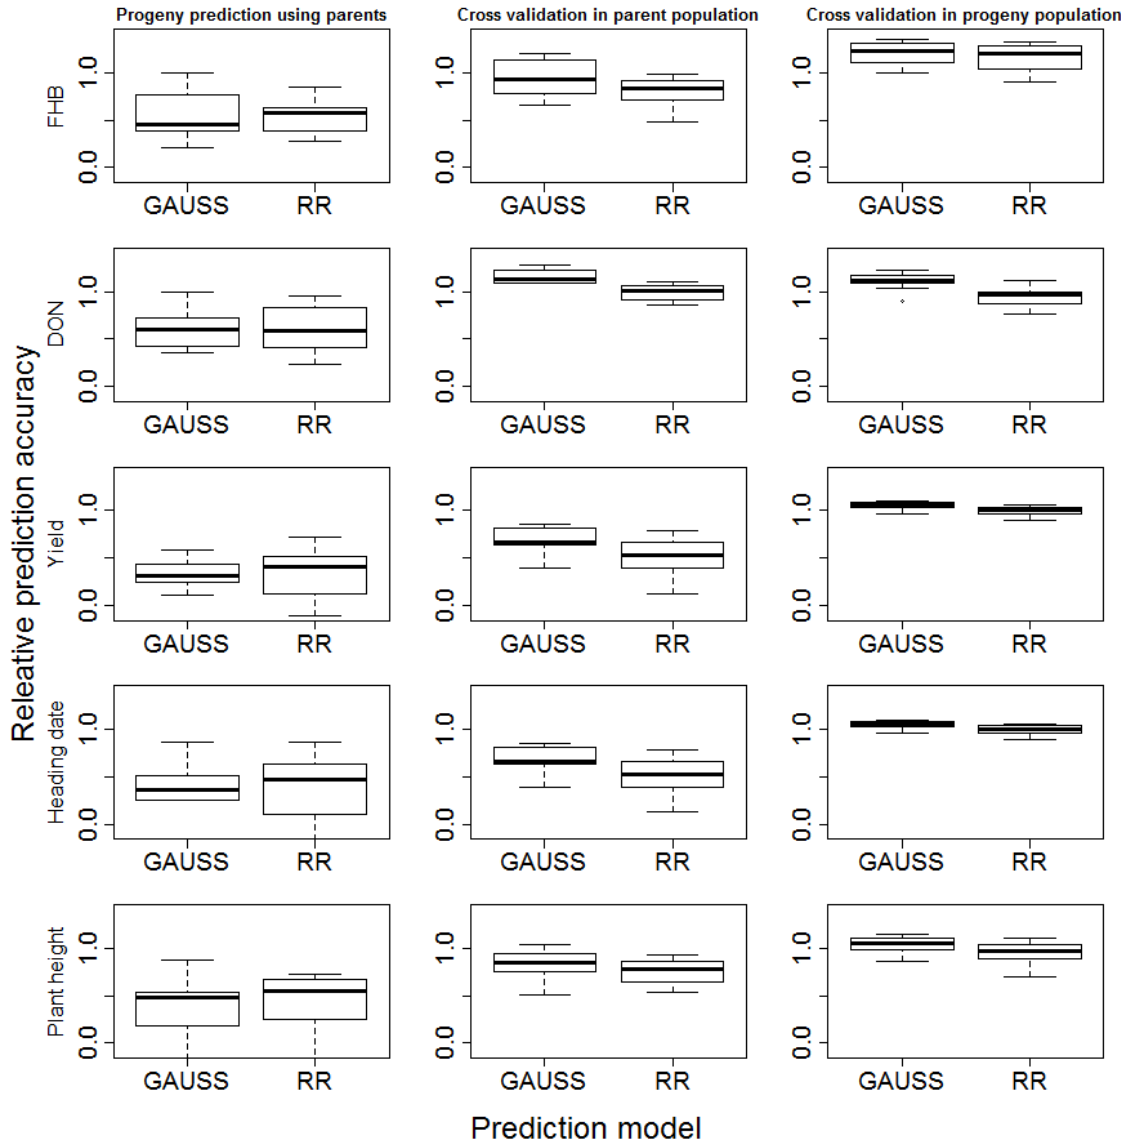 Progeny prediction using parents Cross validation in parent population Cross validation in progeny population
Releative prediction accuracy
FHB
0.0 1.0 0.0 1.0 0.0 1.0
GAUSS RR GAUSS RR GAUSS RR
DON
0.0 1.0 0.0 1.0 0.0 1.0
GAUSS RR GAUSS RR GAUSS RR
Yield
0.0 1.0 0.0 1.0 0.0 1.0
GAUSS RR GAUSS RR GAUSS RR
Heading date
0.0 1.0 0.0 1.0 0.0 1.0
GAUSS RR GAUSS RR GAUSS RR
Plant height
0.0 1.0 0.0 1.0 0.0 1.0
GAUSS RR GAUSS RR GAUSS RR
Prediction model